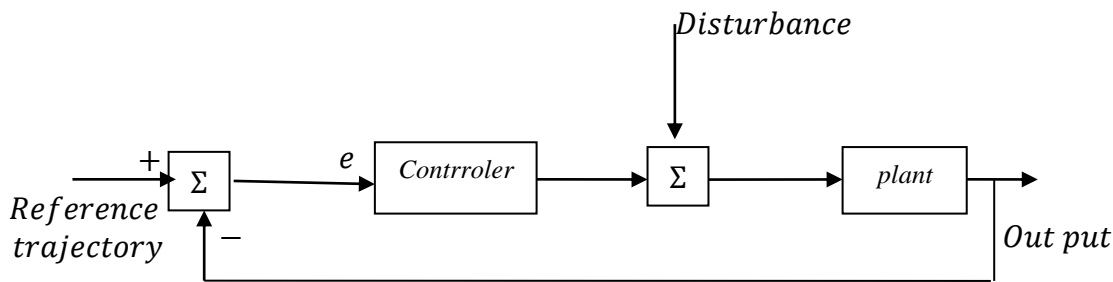 Disturbance
+
Σ
e
Contrroler
Σ
plant
Reference
trajectory
−
Out put